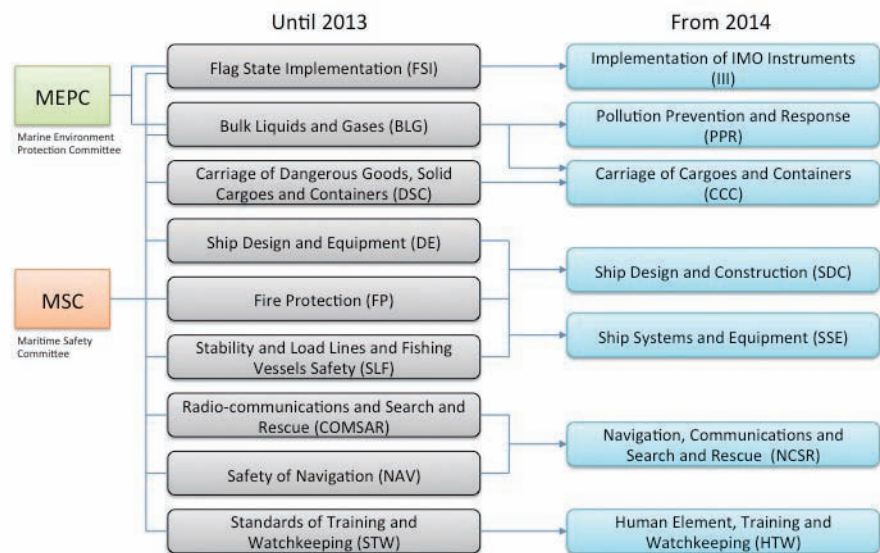 Until 2013
From 2014
MEPC
Marine Environment
Protection Committee
MSC
Maritime Safety
Committee
Flag State Implementation (FSI)
Bulk Liquids and Gases (BLG)
Carriage of Dangerous Goods, Solid
Cargoes and Containers (DSC)
Ship Design and Equipment (DE)
Fire Protection (FP)
Stability and Load Lines and Fishing
Vessels Safety (SLF)
Radio-communications and Search and
Rescue (COMSAR)
Safety of Navigation (NAV)
Standards of Training and
Watchkeeping (STW)
Implementation of IMO Instruments
(III)
Pollution Prevention and Response
(PPR)
Carriage of Cargoes and Containers
(CCC)
Ship Design and Construction (SDC)
Ship Systems and Equipment (SSE)
Navigation, Communications and
Search and Rescue (NCSR)
Human Element, Training and
Watchkeeping (HTW)